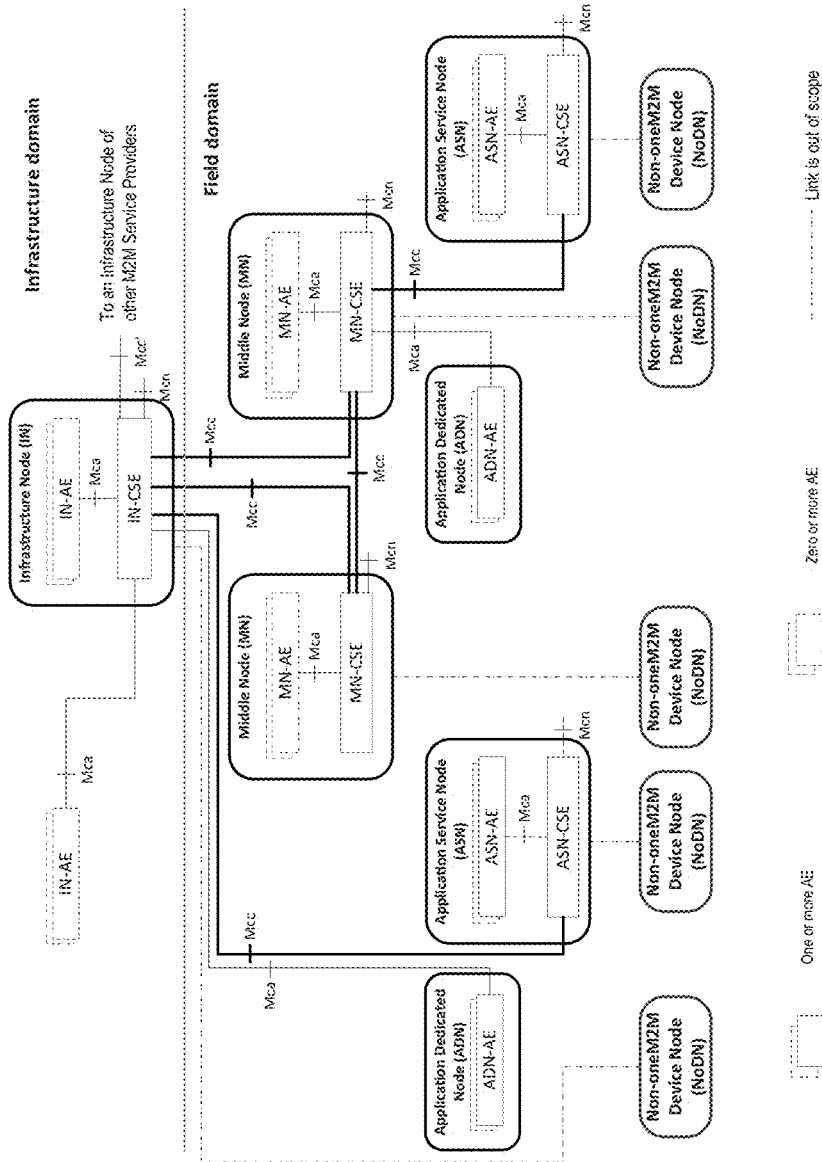 Infrastructure domain
To an Infrastructure Node of
other M2M Service Providers
Infrastructure Node (IN)
IN-AE
Mca
IN-CSE
Mcc'
Mcn
IN-AE
Mca
Field domain
Mcc
Mcc
Mcc
Mcc
Mca
Middle Node (MN)
MN-AE
Mca
MN-CSE
Mcn
Middle Node (MN)
MN-AE
Mca
MN-CSE
Mcn
Mca
Mcc
Application Dedicated
Node (ADN)
ADN-AE
Application Service Node
(ASN)
ASN-AE
Mca
ASN-CSE
Mcn
Application Dedicated
Node (ADN)
ADN-AE
Application Service Node
(ASN)
ASN-AE
Mca
ASN-CSE
Mcn
Non-oneM2M
Device Node
(NoDN)
Non-oneM2M
Device Node
(NoDN)
Non-oneM2M
Device Node
(NoDN)
Non-oneM2M
Device Node
(NoDN)
Non-oneM2M
Device Node
(NoDN)
One or more AE
Zero or more AE
Link is out of scope